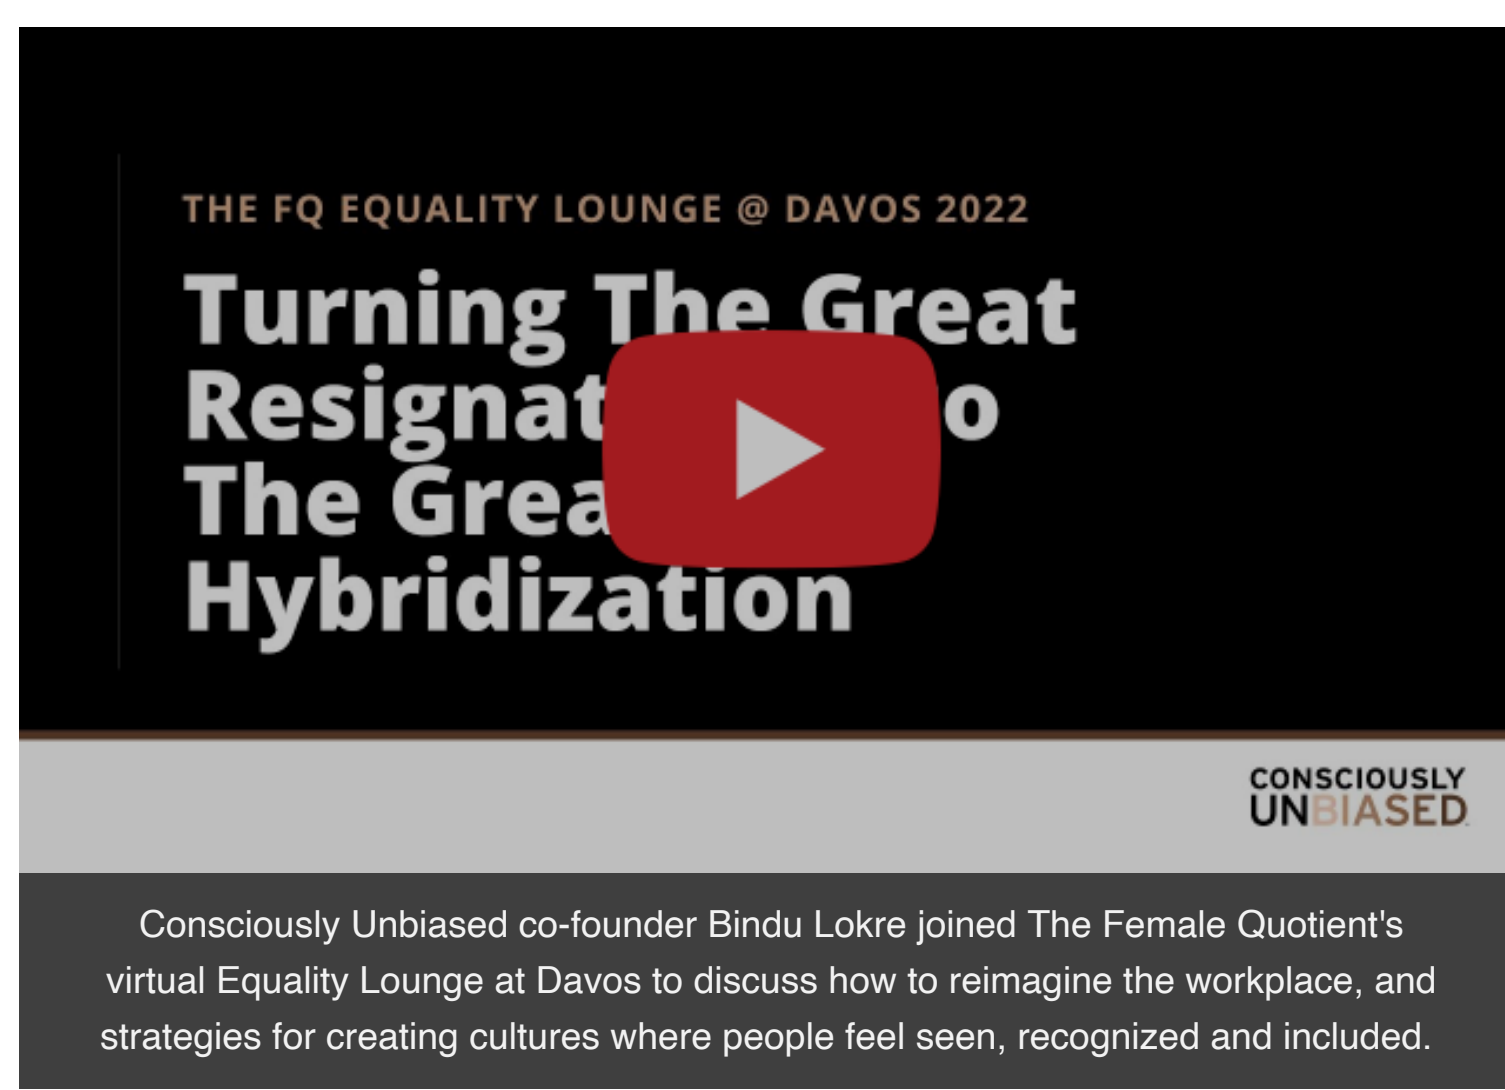 THE FQ EQUALITY LOUNGE @ DAVOS 2022
Turning The Great
The
Hybridization
CONSCIOUSLY
UNBIASED
Consciously Unbiased co-founder Bindu Lokre joined The Female Quotient's
virtual Equality Lounge at Davos to discuss how to reimagine the workplace, and
strategies for creating cultures where people feel seen, recognized and included.